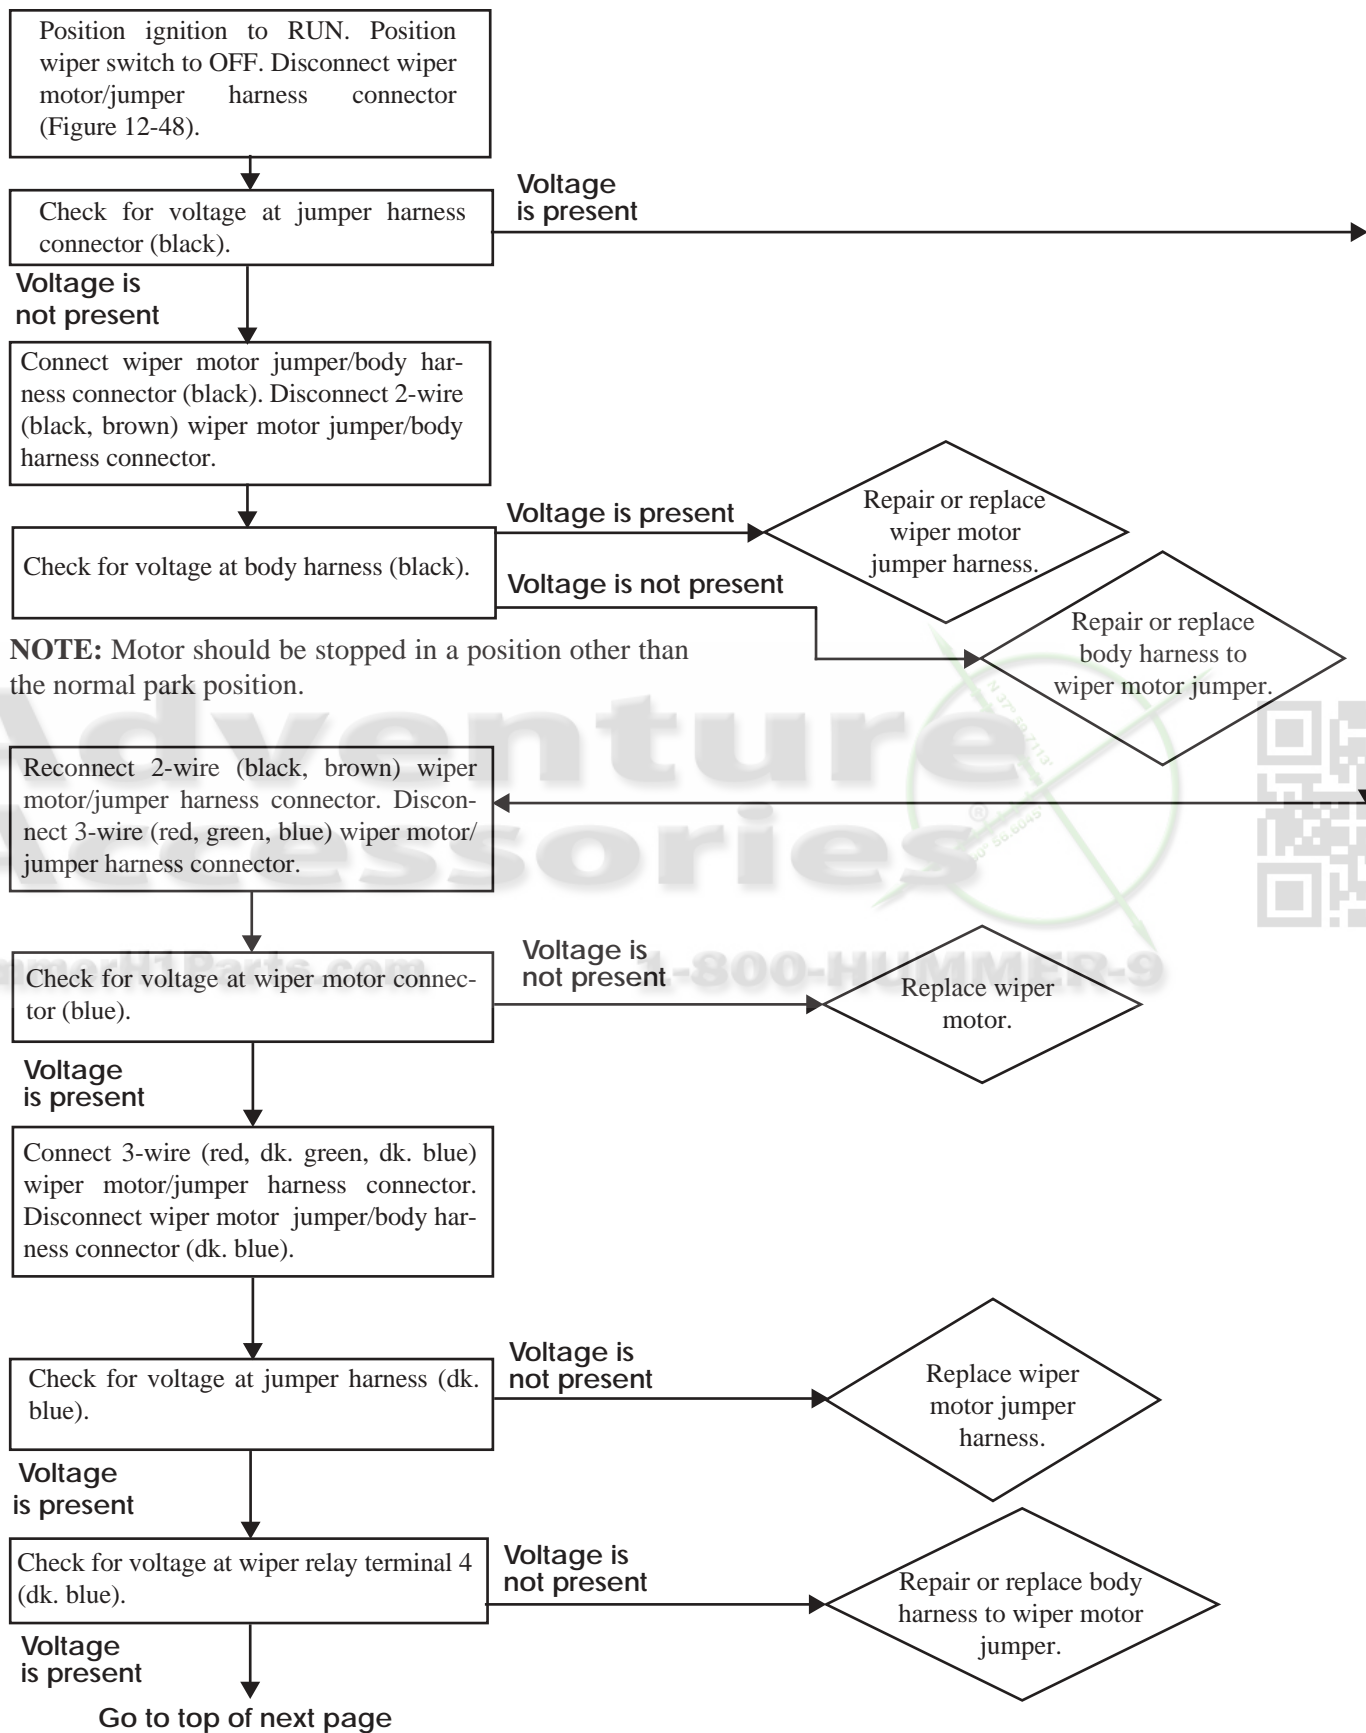 Position ignition to RUN. Position
wiper switch to OFF. Disconnect wiper
motor/jumper harness connector
(Figure 12-48).
Voltage
is present
Check for voltage at jumper harness
connector (black).
Voltage is
not present
Connect wiper motor jumper/body har-
ness connector (black). Disconnect 2-wire
(black, brown) wiper motor jumper/body
harness connector.
Voltage is present
Repair or replace
wiper motor
jumper harness.
Check for voltage at body harness (black).
Voltage is not present
Repair or replace
body harness to
wiper motor jumper.
NOTE: Motor should be stopped in a position other than
the normal park position.
Adventure
Accessories
®
N 37° 59.7113'
Reconnect 2-wire (black, brown) wiper
motor/jumper harness connector. Discon-
nect 3-wire (red, green, blue) wiper motor/
jumper harness connector.
mmerH1Parts.com
1-800-HUMMER-9
Check for voltage at wiper motor connec-
tor (blue).
Voltage is
not present
Replace wiper
motor.
Voltage
is present
Connect 3-wire (red, dk. green, dk. blue)
wiper motor/jumper harness connector.
Disconnect wiper motor jumper/body har-
ness connector (dk. blue).
Check for voltage at jumper harness (dk.
blue).
Voltage is
not present
Replace wiper
motor jumper
harness.
Voltage
is present
Check for voltage at wiper relay terminal 4
(dk. blue).
Voltage is
not present
Repair or replace body
harness to wiper motor
jumper.
Voltage
is present
Go to top of next page